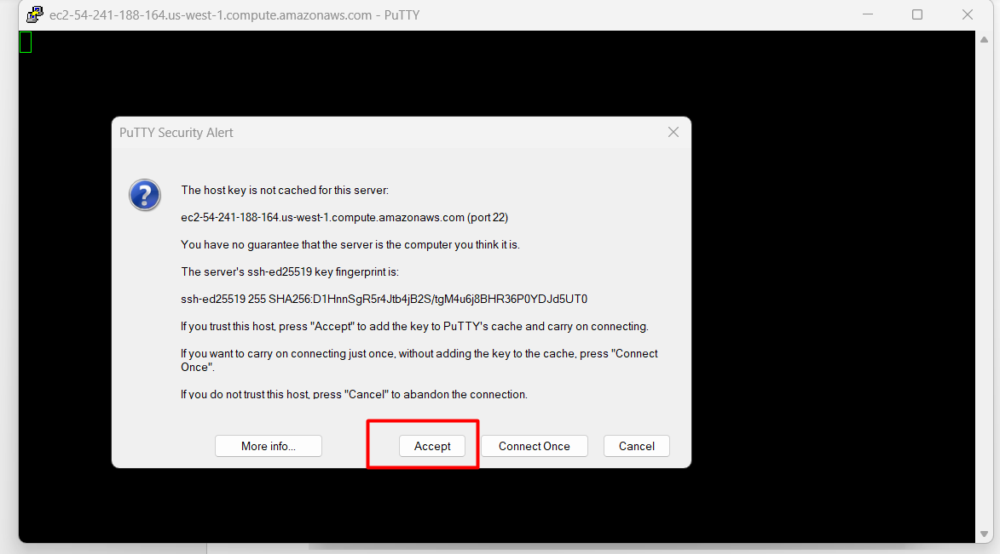 ec2-54-241-188-164.us-west-1.compute.amazonaws.com - PuTTY
PuTTY Security Alert
The host key is not cached for this server:
ec2-54-241-188-164.us-west-1.compute.amazonaws.com (port 22)
You have no guarantee that the server is the computer you think it is.
The server's ssh-ed25519 key fingerprint is:
ssh-ed25519 255 SHA256:D1HnnSgR5r4Jtb4jB2S/tgM4u6j8BHR36P0YDJd5UT0
If you trust this host, press "Accept" to add the key to PuTTY's cache and carry on connecting.
If you want to carry on connecting just once, without adding the key to the cache, press "Connect
Once".
If you do not trust this host, press "Cancel" to abandon the connection.
More info... Accept Connect Once Cancel